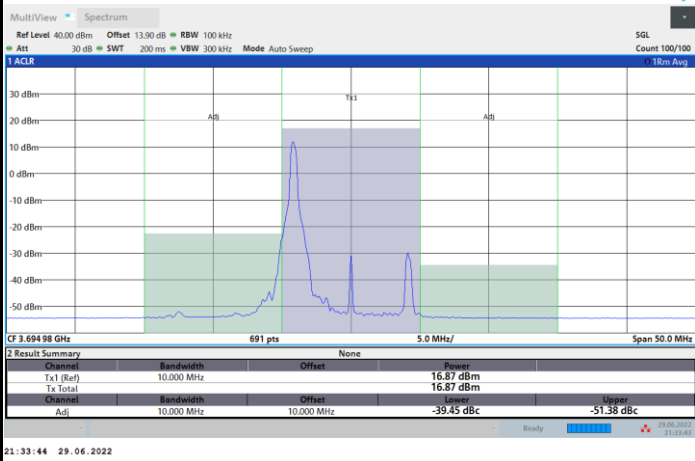 MultiView Spectrum
Ref Level 40.00 dBm Offset 13.90 dB RBW 100 kHz SGL
Att 30 dB SWT 200 ms VBW 300 kHz Mode Auto Sweep Count 100/100
1 ACLR 1Rm Avg
30 dBm
Tx1
20 dBm Adj Adj
10 dBm
0 dBm
-10 dBm
-20 dBm
-30 dBm
-40 dBm
-50 dBm
CF 3.694 98 GHz 691 pts 5.0 MHz/ Span 50.0 MHz
2 Result Summary None
Channel Bandwidth Offset Power
Tx1 (Ref) 10.000 MHz 16.87 dBm
Tx Total 16.87 dBm
Channel Bandwidth Offset Lower Upper
Adj 10.000 MHz 10.000 MHz -39.45 dBc -51.38 dBc
Ready 29.06.2022
21:33:43
21:33:44 29.06.2022